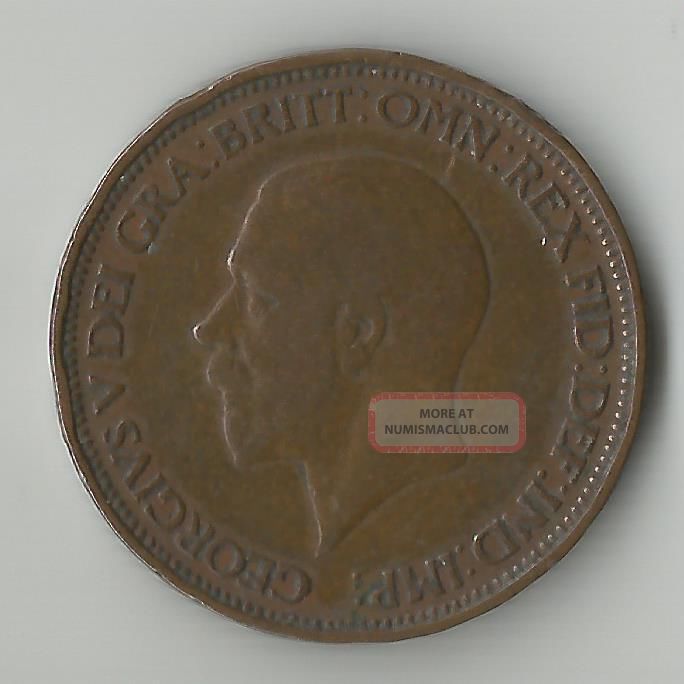 GEORGIVS V DEI GRA: BRITT: OMN: REX FID: DEF: IND: IMP:
MORE AT
NUMISMACLUB.COM